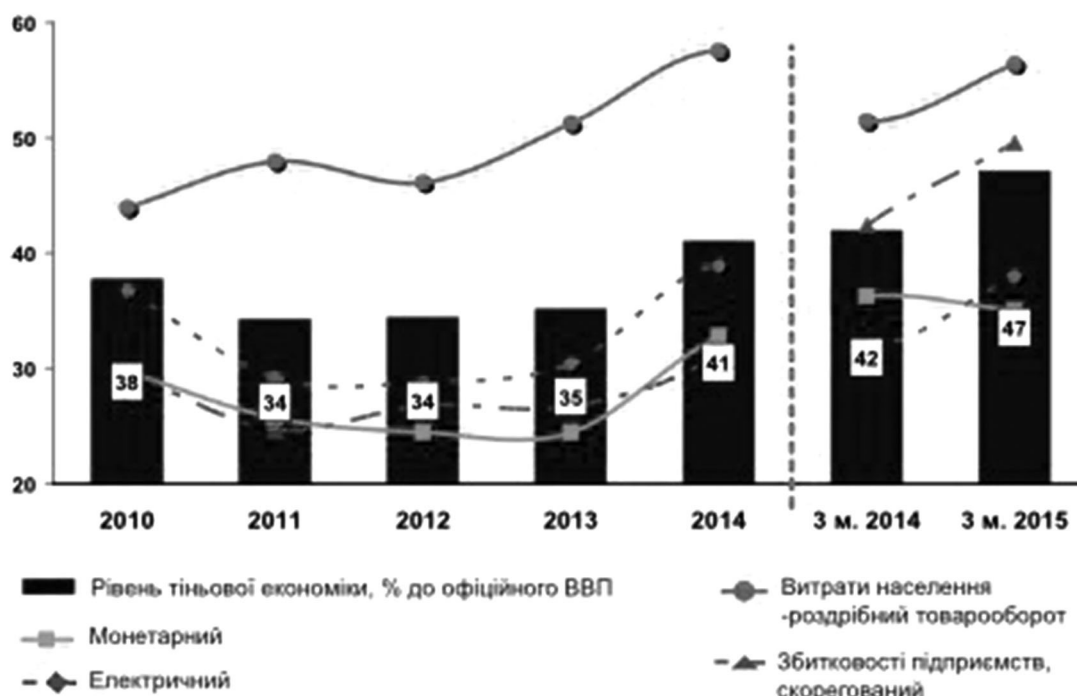 60
50
40
30
20
38
34
34
35
41
42
47
2010
2011
2012
2013
2014
3 м. 2014
3 м. 2015
Рівень тіньової економіки, % до офіційного ВВП
Монетарний
Електричний
Витрати населення
-роздрібний товарооборот
Збитковості підприємств,
скорегований